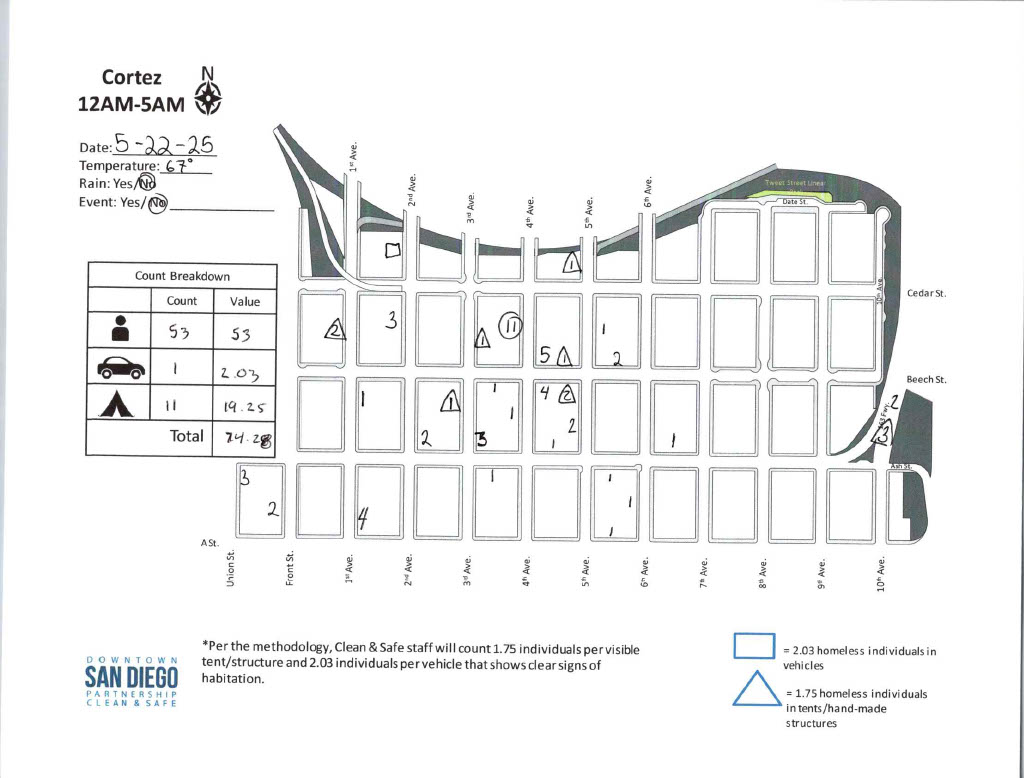 Cortez
12AM-5AM
N
Date: 5-22-25
Temperature: 67°
Rain: Yes/No
Event: Yes/No
Count Breakdown
Count Value
53 53
1 2.03
11 19.25
Total 74.28
1st Ave.
2nd Ave.
3rd Ave.
4th Ave.
5th Ave.
6th Ave.
Tweet Street Linear
Date St.
1
10th Ave.
Cedar St.
2 3 1 11 5 1 1 2
Beech St.
1 1 2 1 1 3 4 2 2 1 1
163 Fwy. 2
3
Ash St.
3 2 4 1 1 1 1
A St.
Union St.
Front St.
1st Ave.
2nd Ave.
3rd Ave.
4th Ave.
5th Ave.
6th Ave.
7th Ave.
8th Ave.
9th Ave.
10th Ave.
DOWNTOWN
SAN DIEGO
PARTNERSHIP
CLEAN & SAFE
*Per the methodology, Clean & Safe staff will count 1.75 individuals per visible
tent/structure and 2.03 individuals per vehicle that shows clear signs of
habitation.
= 2.03 homeless individuals in
vehicles
= 1.75 homeless individuals
in tents/hand-made
structures